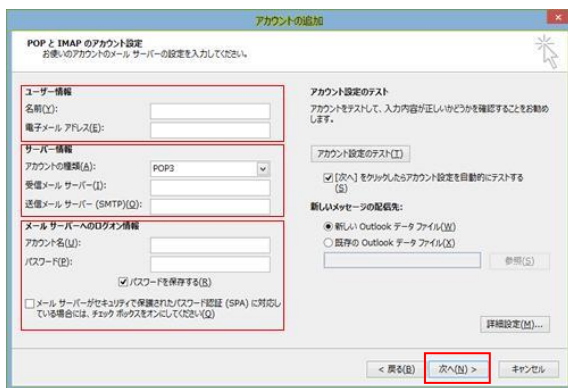 アカウントの追加
POP と IMAP のアカウント設定
お使いのアカウントのメール サーバーの設定を入力してください。
ユーザー情報
名前(Y):
電子メール アドレス(E):
サーバー情報
アカウントの種類(A):
POP3
受信メール サーバー(I):
送信メール サーバー (SMTP)(O):
メール サーバーへのログオン情報
アカウント名(U):
パスワード(P):
パスワードを保存する(R)
メール サーバーがセキュリティで保護されたパスワード認証 (SPA) に対応し
ている場合には、チェック ボックスをオンにしてください(Q)
アカウント設定のテスト
アカウントをテストして、入力内容が正しいかどうかを確認することをお勧め
します。
アカウント設定のテスト(T)
[次へ] をクリックしたらアカウント設定を自動的にテストする
(S)
新しいメッセージの配信先:
新しい Outlook データ ファイル(W)
既存の Outlook データ ファイル(X)
参照(S)
詳細設定(M)...
< 戻る(B)
次へ(N) >
キャンセル